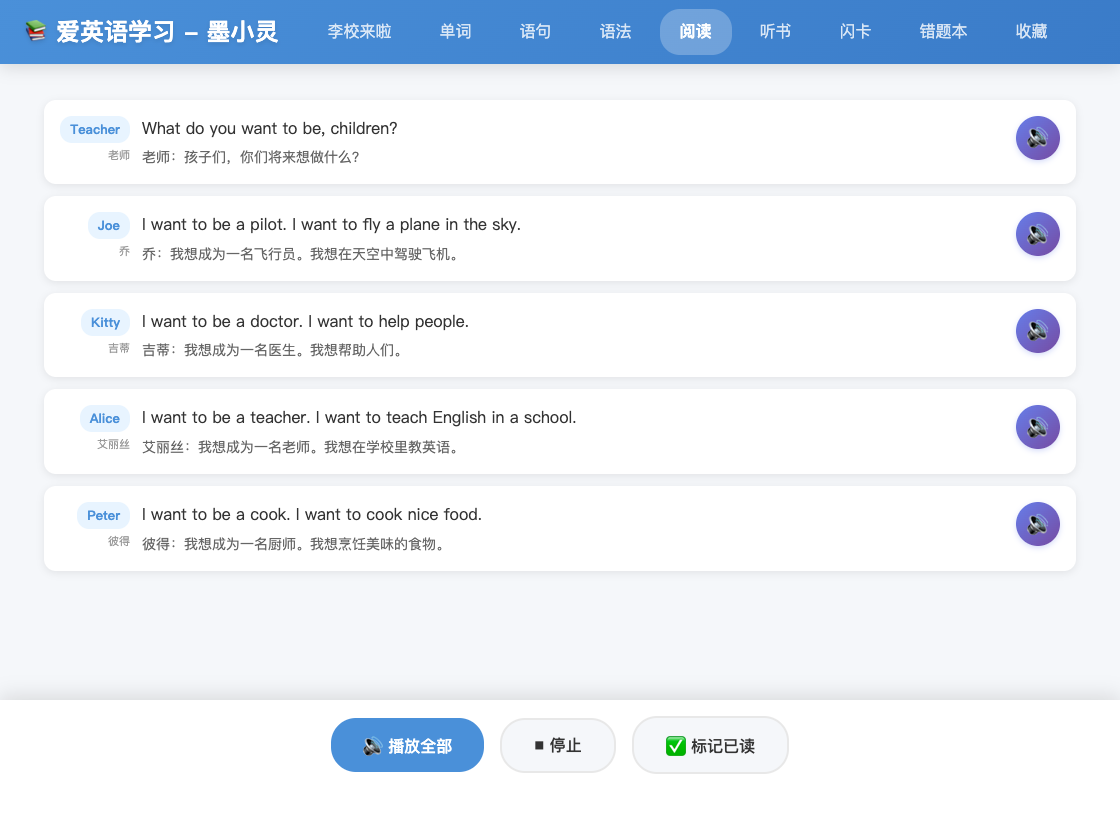 爱英语学习 – 墨小灵
李校来啦 单词 语句 语法 阅读 听书 闪卡 错题本 收藏
Teacher What do you want to be, children?
老师 老师：孩子们，你们将来想做什么？
Joe I want to be a pilot. I want to fly a plane in the sky.
乔 乔：我想成为一名飞行员。我想在天空中驾驶飞机。
Kitty I want to be a doctor. I want to help people.
吉蒂 吉蒂：我想成为一名医生。我想帮助人们。
Alice I want to be a teacher. I want to teach English in a school.
艾丽丝 艾丽丝：我想成为一名老师。我想在学校里教英语。
Peter I want to be a cook. I want to cook nice food.
彼得 彼得：我想成为一名厨师。我想烹饪美味的食物。
播放全部 停止 标记已读